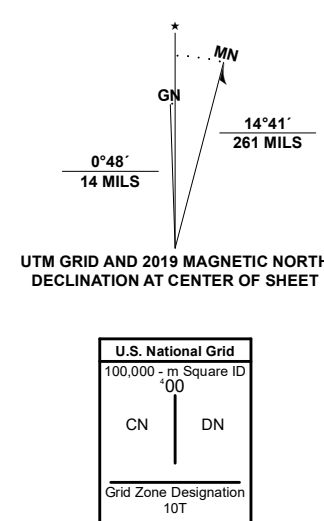 ★
MN
GN
14°41´
261 MILS
0°48´
14 MILS
UTM GRID AND 2019 MAGNETIC NORTH
DECLINATION AT CENTER OF SHEET
U.S. National Grid
100,000 - m Square ID
⁴00
CN DN
Grid Zone Designation
10T